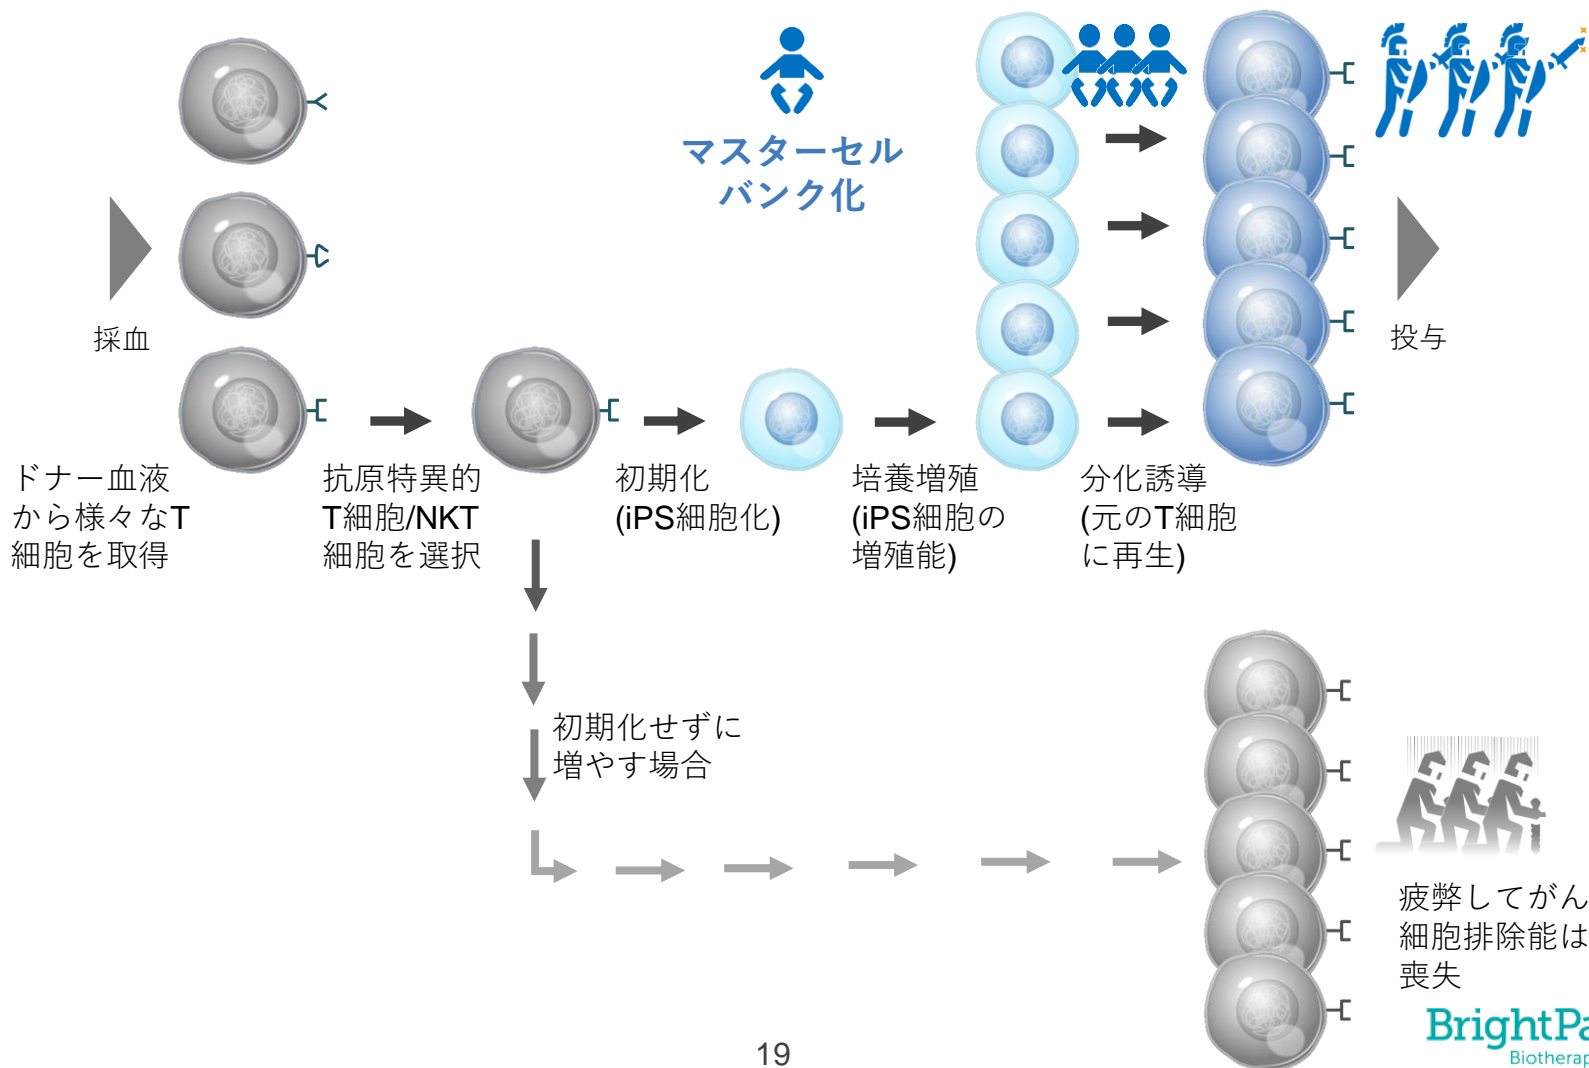 マスターセル
バンク化
採血
投与
ドナー血液
から様々なT
細胞を取得
抗原特異的
T細胞/NKT
細胞を選択
初期化
(iPS細胞化)
培養増殖
(iPS細胞の
増殖能)
分化誘導
(元のT細胞
に再生)
初期化せずに
増やす場合
疲弊してがん
細胞排除能は
喪失
19
BrightPa
Biotherap